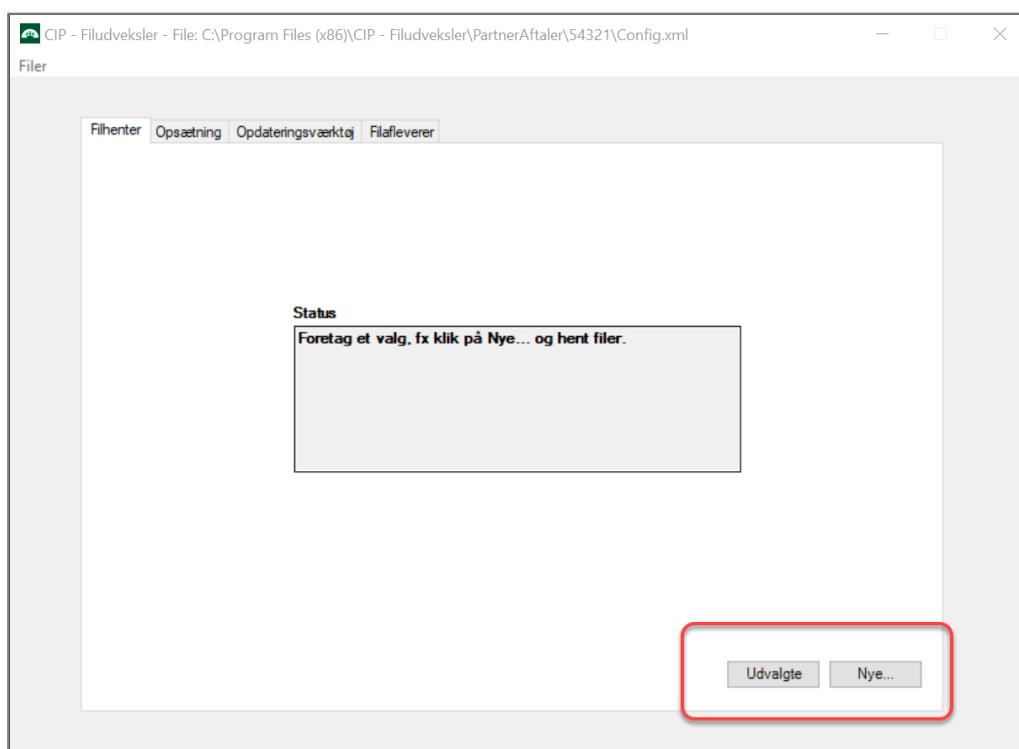 CIP - Filudveksler - File: C:\Program Files (x86)\CIP - Filudveksler\PartnerAftaler\54321\Config.xml
Filer
Filhenter Opsætning Opdateringsværktøj Filafleverer
Status
Foretag et valg, fx klik på Nye... og hent filer.
Udvalgte Nye...